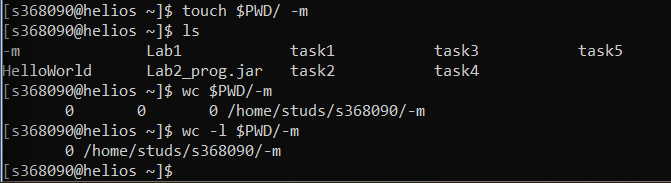 [s368090@helios ~]$ touch $PWD/ -m
[s368090@helios ~]$ ls
-m Lab1 task1 task3 task5
HelloWorld Lab2_prog.jar task2 task4
[s368090@helios ~]$ wc $PWD/-m
0 0 0 /home/studs/s368090/-m
[s368090@helios ~]$ wc -l $PWD/-m
0 /home/studs/s368090/-m
[s368090@helios ~]$